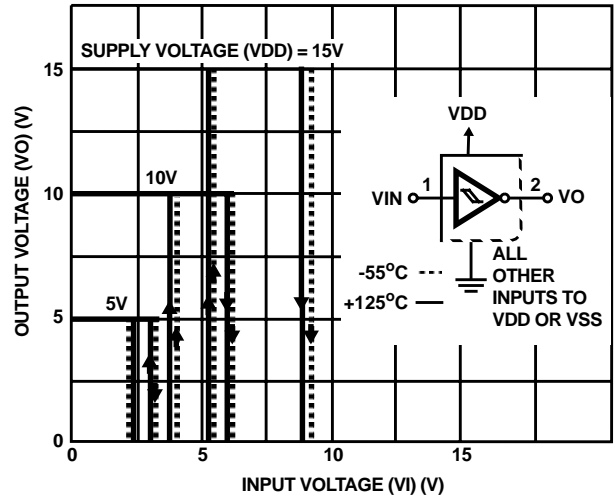 SUPPLY VOLTAGE (VDD) = 15V
15
10V
10
5V
5
0
0
5
10
15
OUTPUT VOLTAGE (VO) (V)
INPUT VOLTAGE (VI) (V)
VDD
VIN
1
2
VO
-55°C
+125°C
ALL
OTHER
INPUTS TO
VDD OR VSS